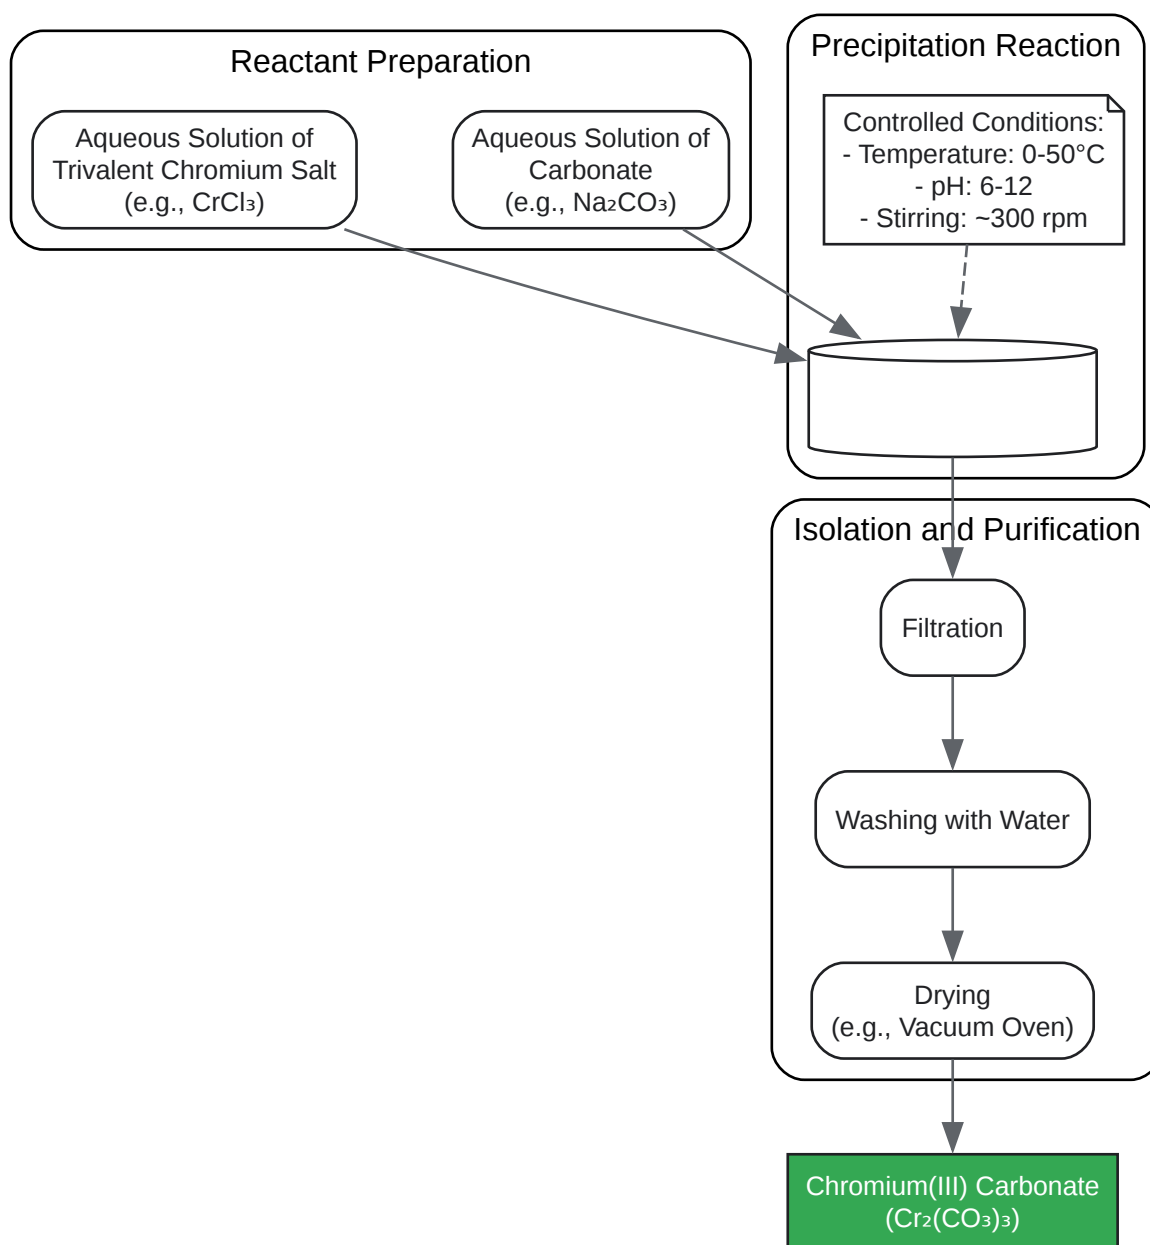 Reactant Preparation
Aqueous Solution of
Trivalent Chromium Salt
(e.g., CrCl₃)
Aqueous Solution of
Carbonate
(e.g., Na₂CO₃)
Precipitation Reaction
Controlled Conditions:
- Temperature: 0-50°C
- pH: 6-12
- Stirring: ~300 rpm
Isolation and Purification
Filtration
Washing with Water
Drying
(e.g., Vacuum Oven)
Chromium(III) Carbonate
(Cr₂(CO₃)₃)